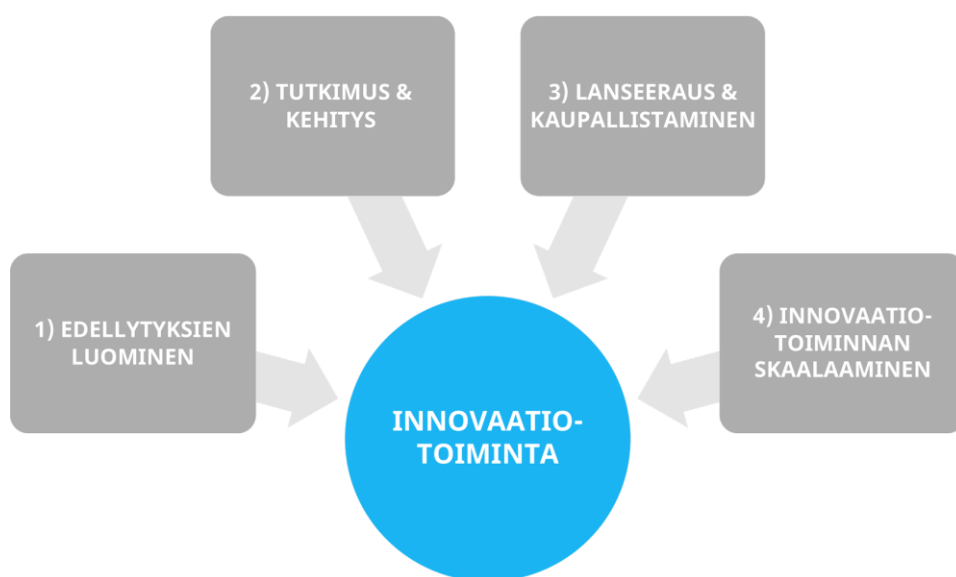 2) TUTKIMUS &
KEHITYS
3) LANSEERAUS &
KAUPALLISTAMINEN
1) EDELLYTYKSIEN
LUOMINEN
4) INNOVAATIO-
TOIMINNAN
SKAALAAMINEN
INNOVAATIO-
TOIMINTA